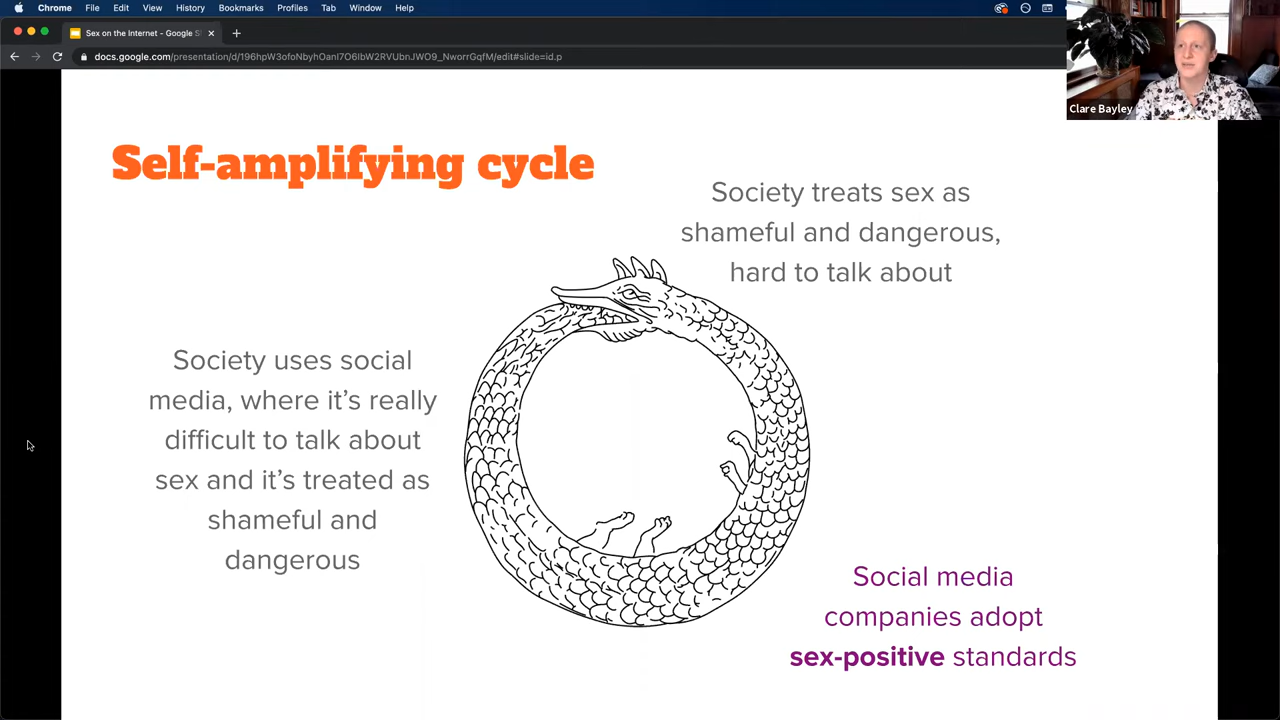 Chrome File Edit View History Bookmarks Profiles Tab Window Help
Sex on the Internet - Google S
docs.google.com/presentation/d/196hpW3ofoNbyhOanI7O6IbW2RVUbnJWO9_NworrGqfM/edit#slide=id.p
Clare Bayley
Self-amplifying cycle
Society treats sex as
shameful and dangerous,
hard to talk about
Society uses social
media, where it's really
difficult to talk about
sex and it's treated as
shameful and
dangerous
Social media
companies adopt
sex-positive standards